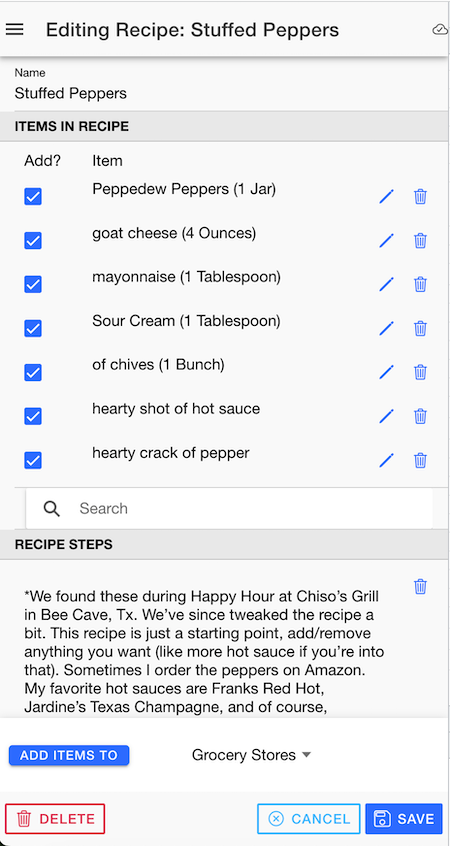 Editing Recipe: Stuffed Peppers
Name
Stuffed Peppers
ITEMS IN RECIPE
Add? Item
Peppedew Peppers (1 Jar)
goat cheese (4 Ounces)
mayonnaise (1 Tablespoon)
Sour Cream (1 Tablespoon)
of chives (1 Bunch)
hearty shot of hot sauce
hearty crack of pepper
Search
RECIPE STEPS
*We found these during Happy Hour at Chiso's Grill
in Bee Cave, Tx. We've since tweaked the recipe a
bit. This recipe is just a starting point, add/remove
anything you want (like more hot sauce if you're into
that). Sometimes I order the peppers on Amazon.
My favorite hot sauces are Franks Red Hot,
Jardine's Texas Champagne, and of course,
ADD ITEMS TO Grocery Stores
DELETE CANCEL SAVE